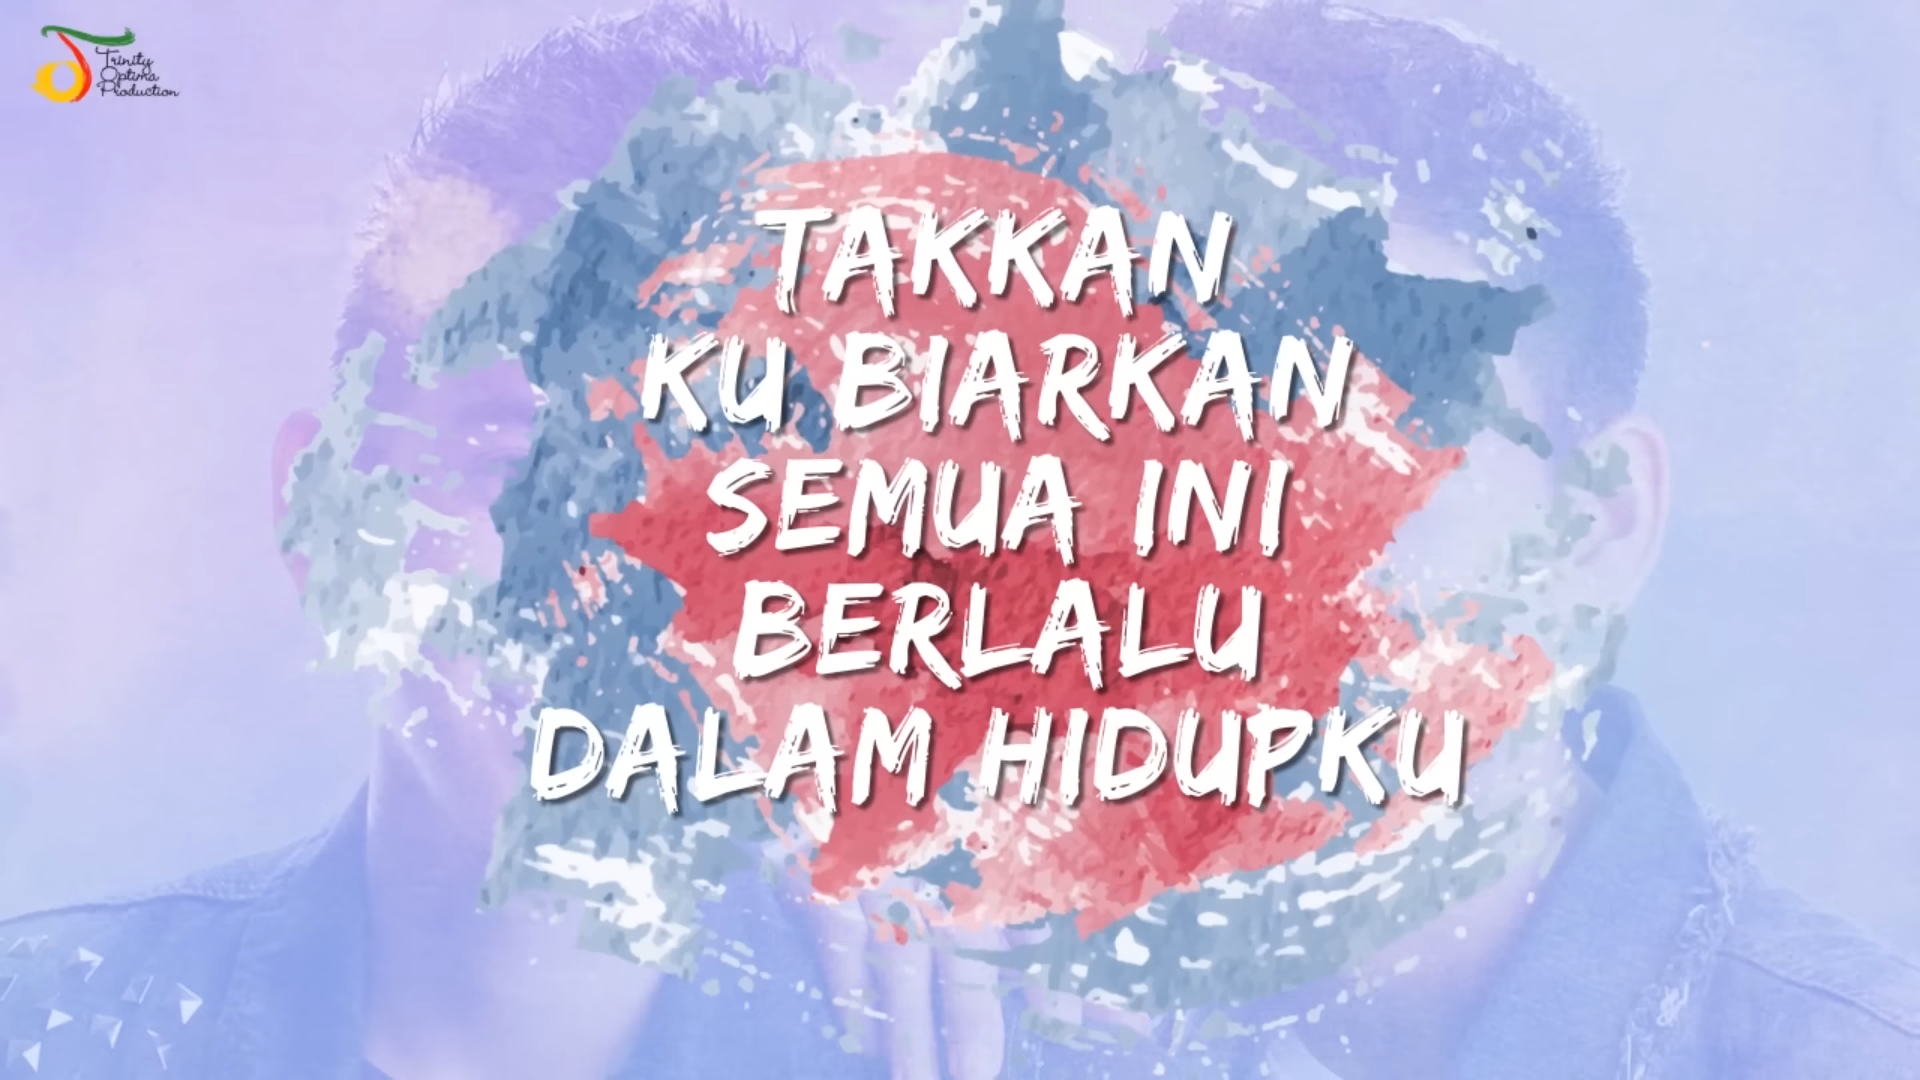 Trinity
Optima
Production
TAKKAN
KU BIARKAN
SEMUA INI
BERLALU
DALAM HIDUPKU